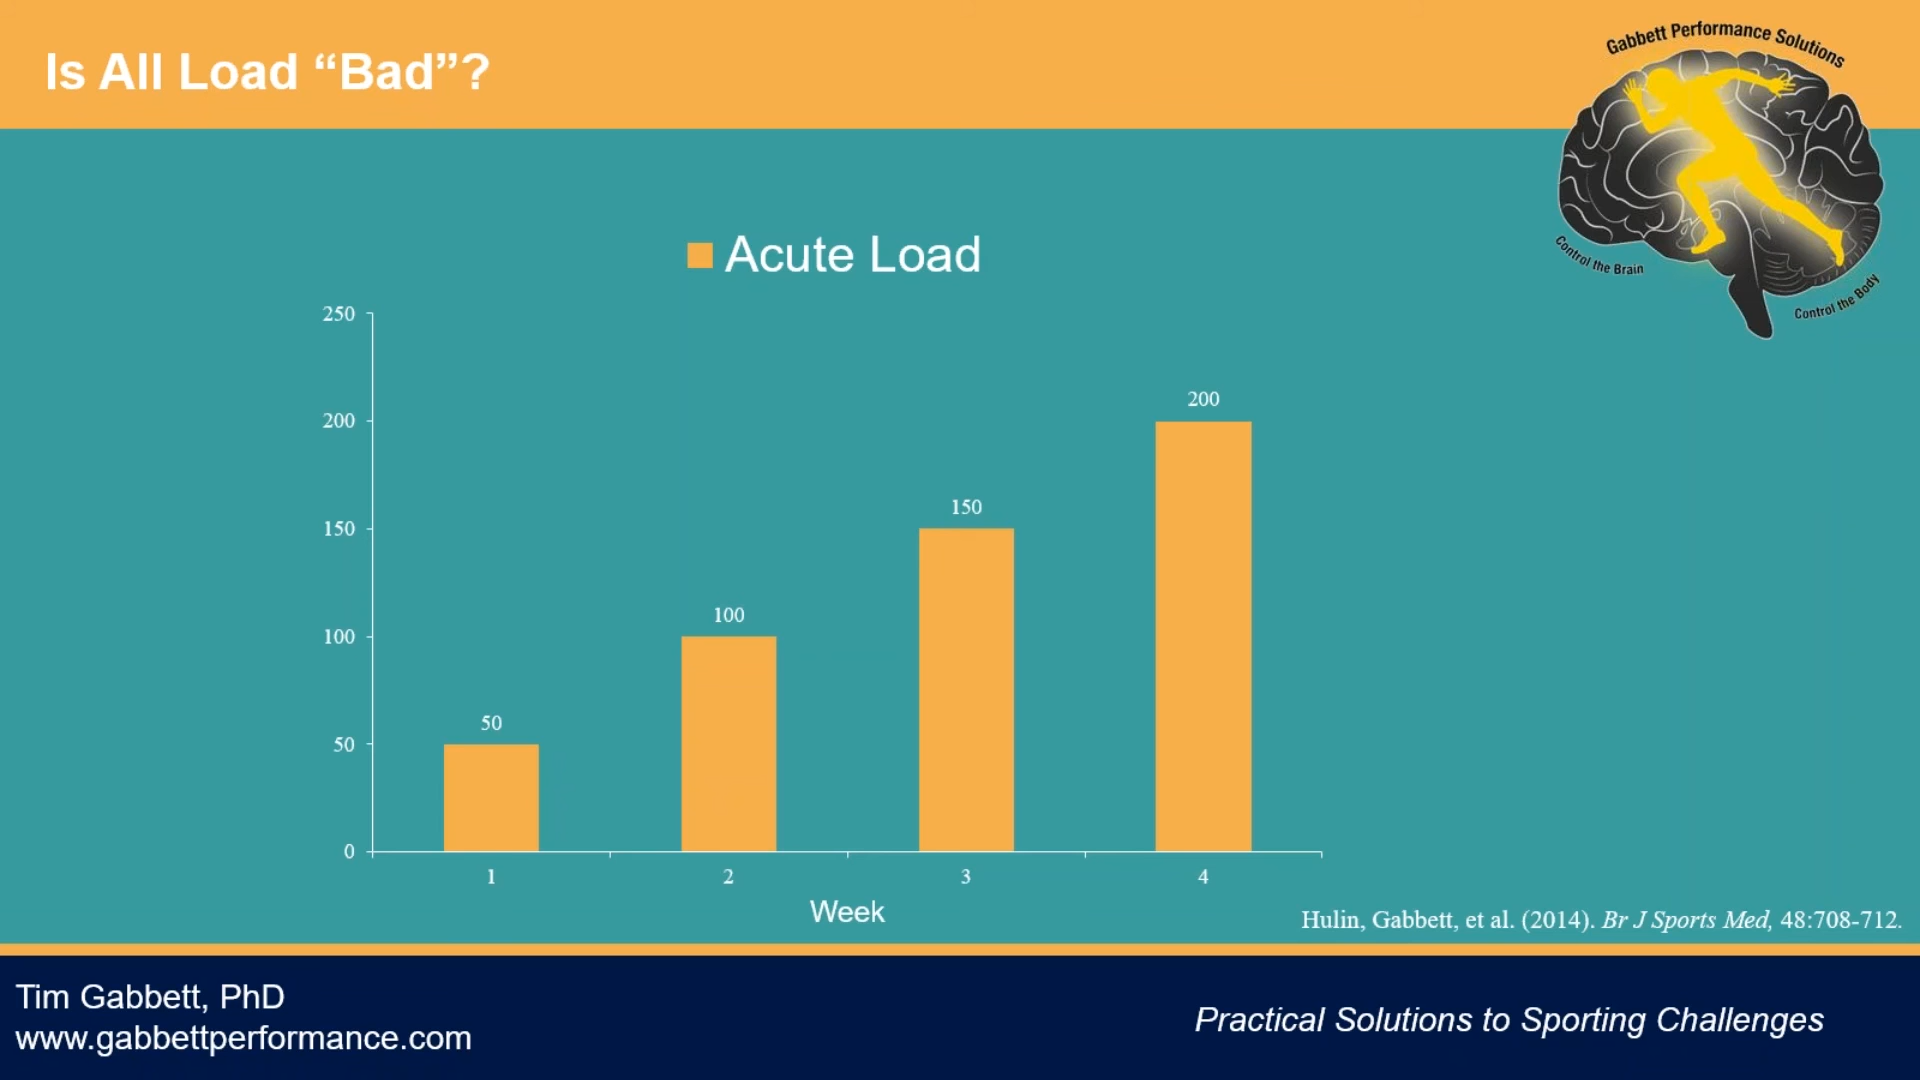 Is All Load “Bad”?
Gabbett Performance Solutions
Control the Brain
Control the Body
Acute Load
250
200
150
100
50
0
50
100
150
200
1
2
3
4
Week
Hulin, Gabbett, et al. (2014). Br J Sports Med, 48:708-712.
Tim Gabbett, PhD
www.gabbettperformance.com
Practical Solutions to Sporting Challenges